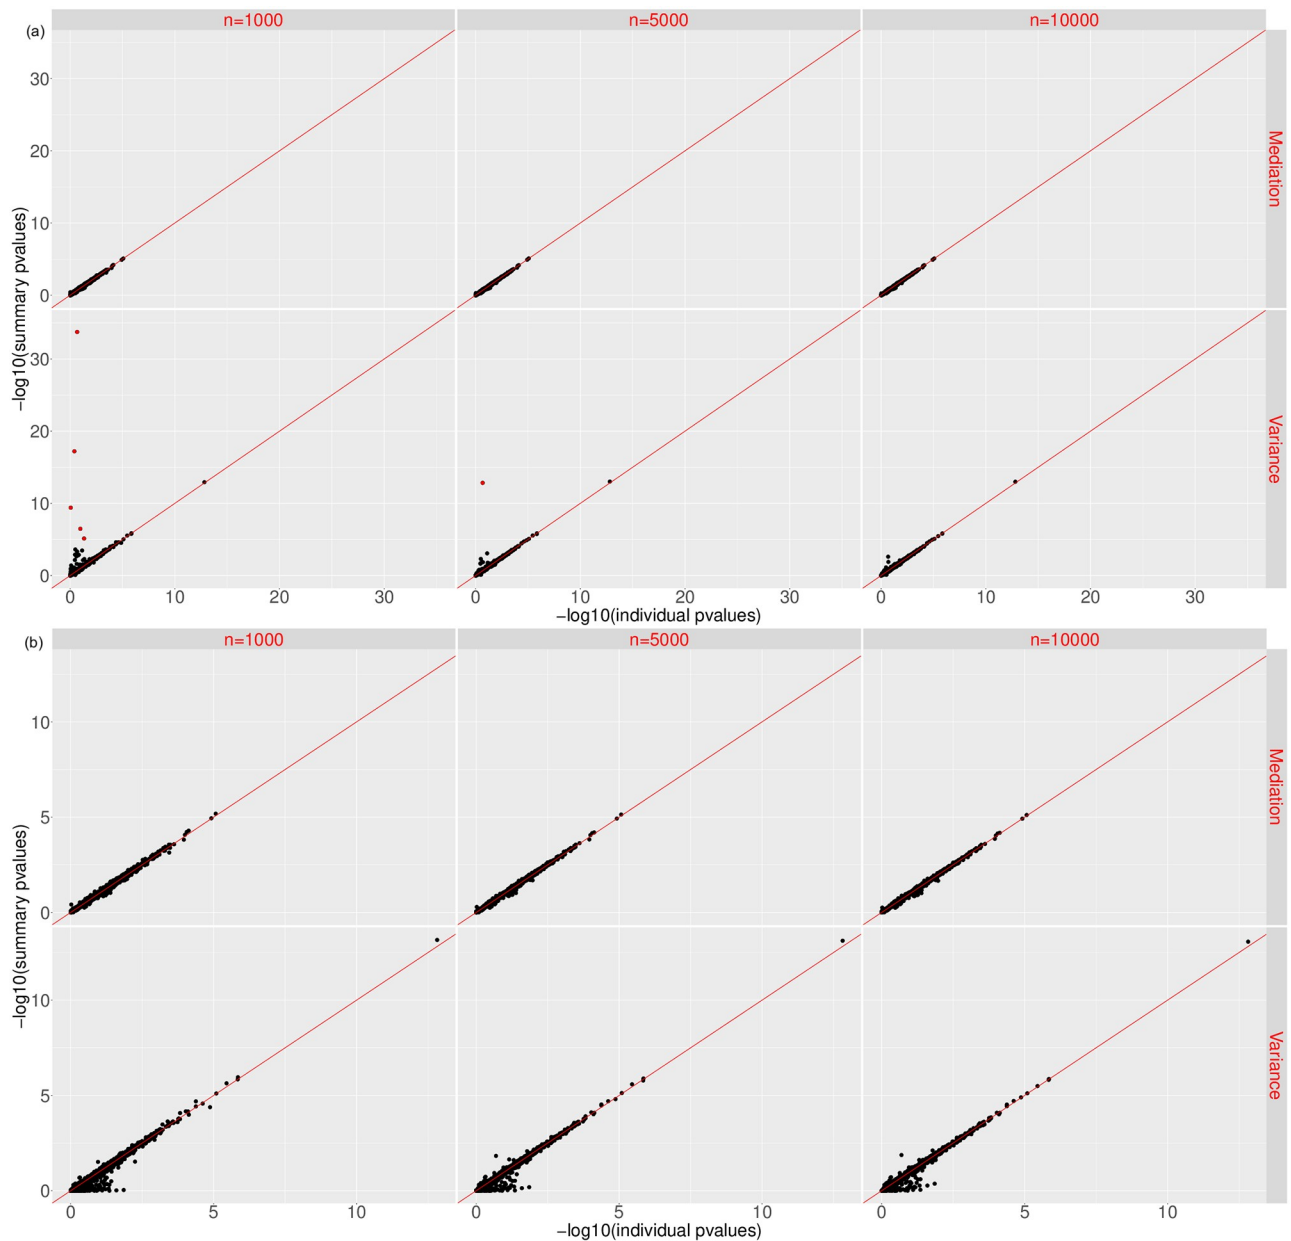 (a)
n=1000 n=5000 n=10000
30
20
10
0
Mediation
−log10(summary pvalues)
30
20
10
0
Variance
0 10 20 30 0 10 20 30 0 10 20 30
−log10(individual pvalues)
(b)
n=1000 n=5000 n=10000
10
5
0
Mediation
−log10(summary pvalues)
10
5
0
Variance
0 5 10 0 5 10 0 5 10
−log10(individual pvalues)